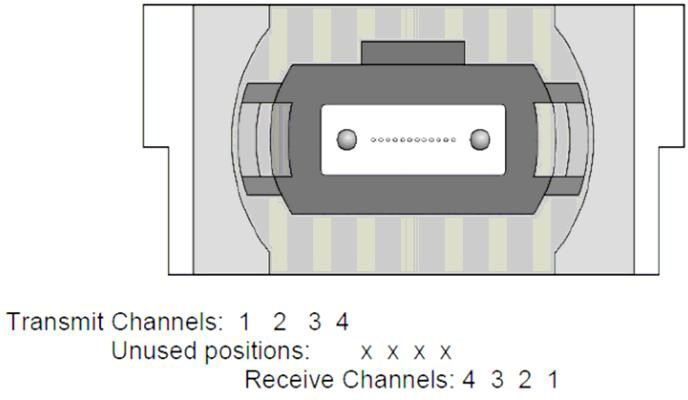 Transmit Channels: 1 2 3 4
Unused positions: x x x x
Receive Channels: 4 3 2 1